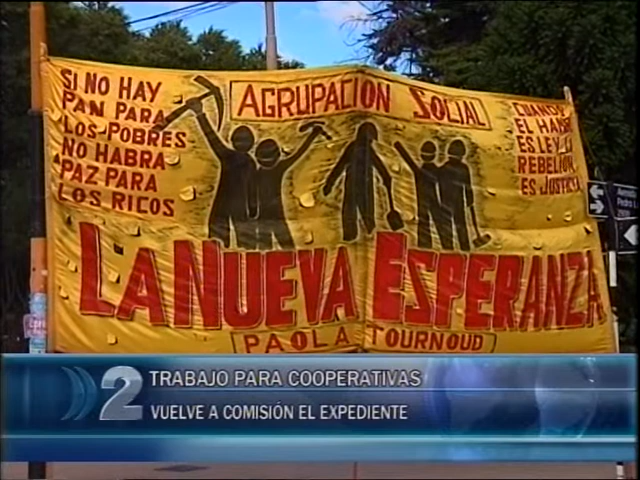 SI NO HAY
PAN PARA
LOS POBRES
NO HABRA
PAZ PARA
LOS RICOS
AGRUPACION SOCIAL
CUANDO
EL HAMBRE
ES LEY LA
REBELION
ES JUSTICIA
LA NUEVA ESPERANZA
PAOLA TOURNOUD
2
TRABAJO PARA COOPERATIVAS
VUELVE A COMISIÓN EL EXPEDIENTE